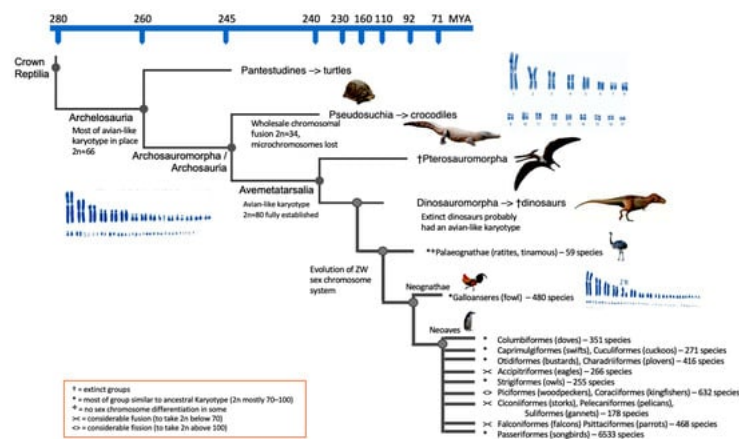 280 260 245 240 230 160 110 92 71 MYA
Crown
Reptilia
Pantestudines -> turtles
Archelosauria
Most of avian-like
karyotype in place
2n=66
Pseudosuchia -> crocodiles
Wholesale chromosomal
fusion 2n=34,
microchromosomes lost
Archosauromorpha /
Archosauria
†Pterosauromorpha
Avemetatarsalia
Avian-like karyotype
2n=80 fully established
Dinosauromorpha -> †dinosaurs
Extinct dinosaurs probably
had an avian-like karyotype
*⁺Palaeognathae (ratites, tinamous) – 59 species
Evolution of ZW
sex chromosome
system
Neognathae
*Galloanseres (fowl) – 480 species
Neoaves
* Columbiformes (doves) – 351 species
* Caprimulgiformes (swifts), Cuculiformes (cuckoos) – 271 species
* Otidiformes (bustards), Charadriiformes (plovers) – 416 species
>< Accipitriformes (eagles) – 266 species
* Strigiformes (owls) – 255 species
<> Piciformes (woodpeckers), Coraciiformes (kingfishers) – 632 species
>< Ciconiiformes (storks), Pelecaniformes (pelicans),
Suliformes (gannets) – 178 species
>< Falconiformes (falcons) Psittaciformes (parrots) – 468 species
* Passeriformes (songbirds) – 6533 species
† = extinct groups
* = most of group similar to ancestral Karyotype (2n mostly 70–100)
⁺ = no sex chromosome differentiation in some
>< = considerable fusion (to take 2n below 70)
<> = considerable fission (to take 2n above 100)